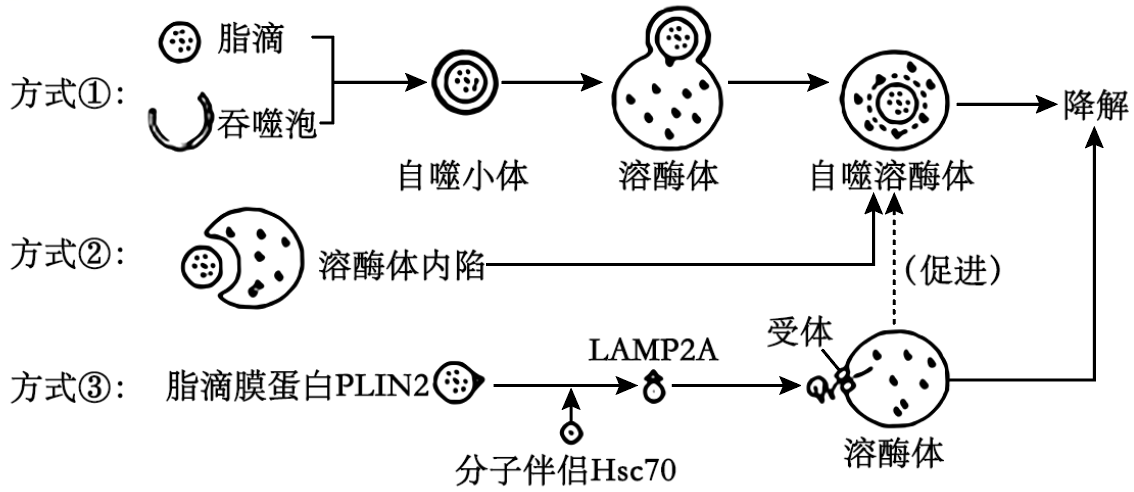 脂滴
方式①：
吞噬泡
降解
自噬小体
溶酶体
自噬溶酶体
方式②：
溶酶体内陷
（促进）
受体
LAMP2A
方式③：
脂滴膜蛋白PLIN2
溶酶体
分子伴侣Hsc70